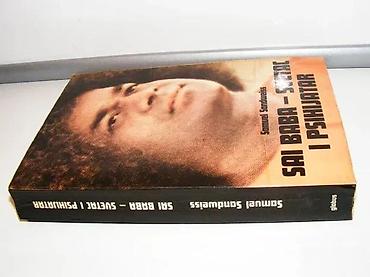 Samuel Sandweiss
SAI BABA – SVETAC
I PSIHIJATAR
Samuel Sandweiss
SAI BABA – SVETAC I PSIHIJATAR
globus